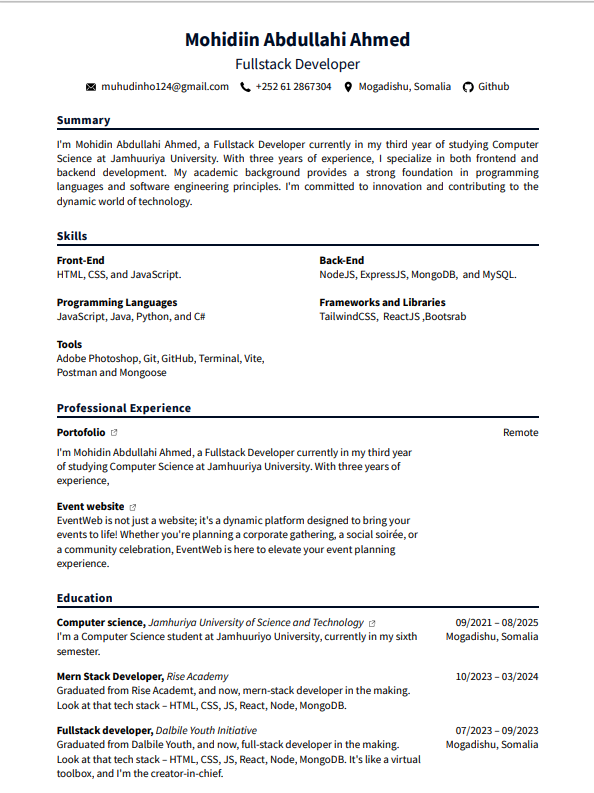 Mohidiin Abdullahi Ahmed
Fullstack Developer
muhudinho124@gmail.com +252 61 2867304 Mogadishu, Somalia Github
Summary
I'm Mohidin Abdullahi Ahmed, a Fullstack Developer currently in my third year of studying Computer
Science at Jamhuuriya University. With three years of experience, I specialize in both frontend and
backend development. My academic background provides a strong foundation in programming
languages and software engineering principles. I'm committed to innovation and contributing to the
dynamic world of technology.
Skills
Front-End
HTML, CSS, and JavaScript.
Back-End
NodeJS, ExpressJS, MongoDB, and MySQL.
Programming Languages
JavaScript, Java, Python, and C#
Frameworks and Libraries
TailwindCSS, ReactJS ,Bootsrab
Tools
Adobe Photoshop, Git, GitHub, Terminal, Vite,
Postman and Mongoose
Professional Experience
Portofolio Remote
I'm Mohidin Abdullahi Ahmed, a Fullstack Developer currently in my third year
of studying Computer Science at Jamhuuriya University. With three years of
experience,
Event website
EventWeb is not just a website; it's a dynamic platform designed to bring your
events to life! Whether you're planning a corporate gathering, a social soirée, or
a community celebration, EventWeb is here to elevate your event planning
experience.
Education
Computer science, Jamhuriya University of Science and Technology 09/2021 – 08/2025
I'm a Computer Science student at Jamhuuriyo University, currently in my sixth Mogadishu, Somalia
semester.
Mern Stack Developer, Rise Academy 10/2023 – 03/2024
Graduated from Rise Academt, and now, mern-stack developer in the making.
Look at that tech stack – HTML, CSS, JS, React, Node, MongoDB.
Fullstack developer, Dalbile Youth Initiative 07/2023 – 09/2023
Graduated from Dalbile Youth, and now, full-stack developer in the making. Mogadishu, Somalia
Look at that tech stack – HTML, CSS, JS, React, Node, MongoDB. It's like a virtual
toolbox, and I'm the creator-in-chief.